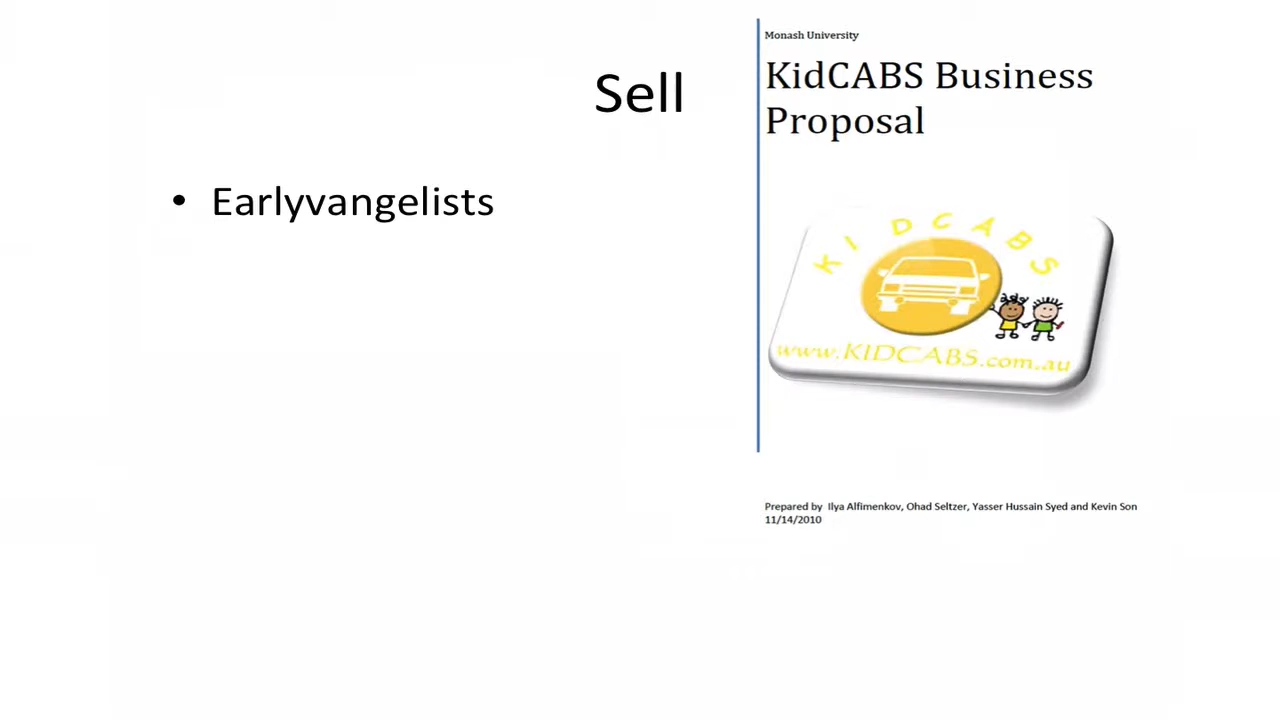 Sell
• Earlyvangelists
Monash University
KidCABS Business
Proposal
KIDCABS
www.KIDCABS.com.au
Prepared by Ilya Alfimenkov, Ohad Seltzer, Yasser Hussain Syed and Kevin Son
11/14/2010